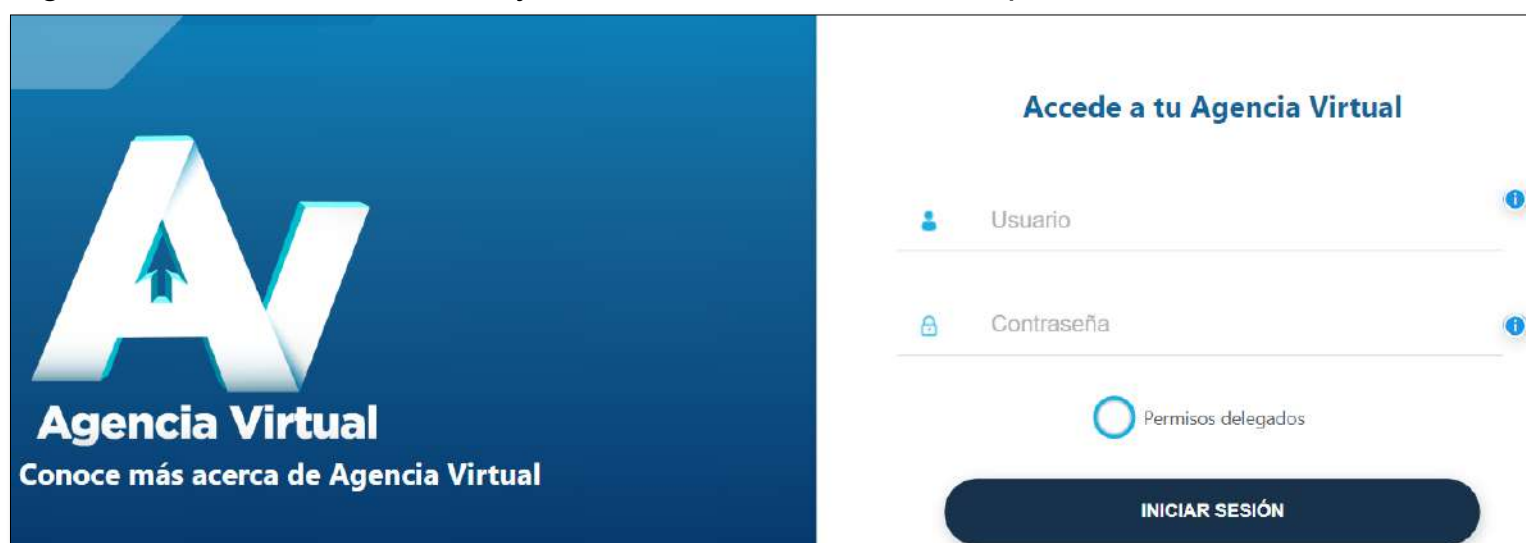 Agencia Virtual
Conoce más acerca de Agencia Virtual
Accede a tu Agencia Virtual
Usuario
Contraseña
Permisos delegados
INICIAR SESIÓN